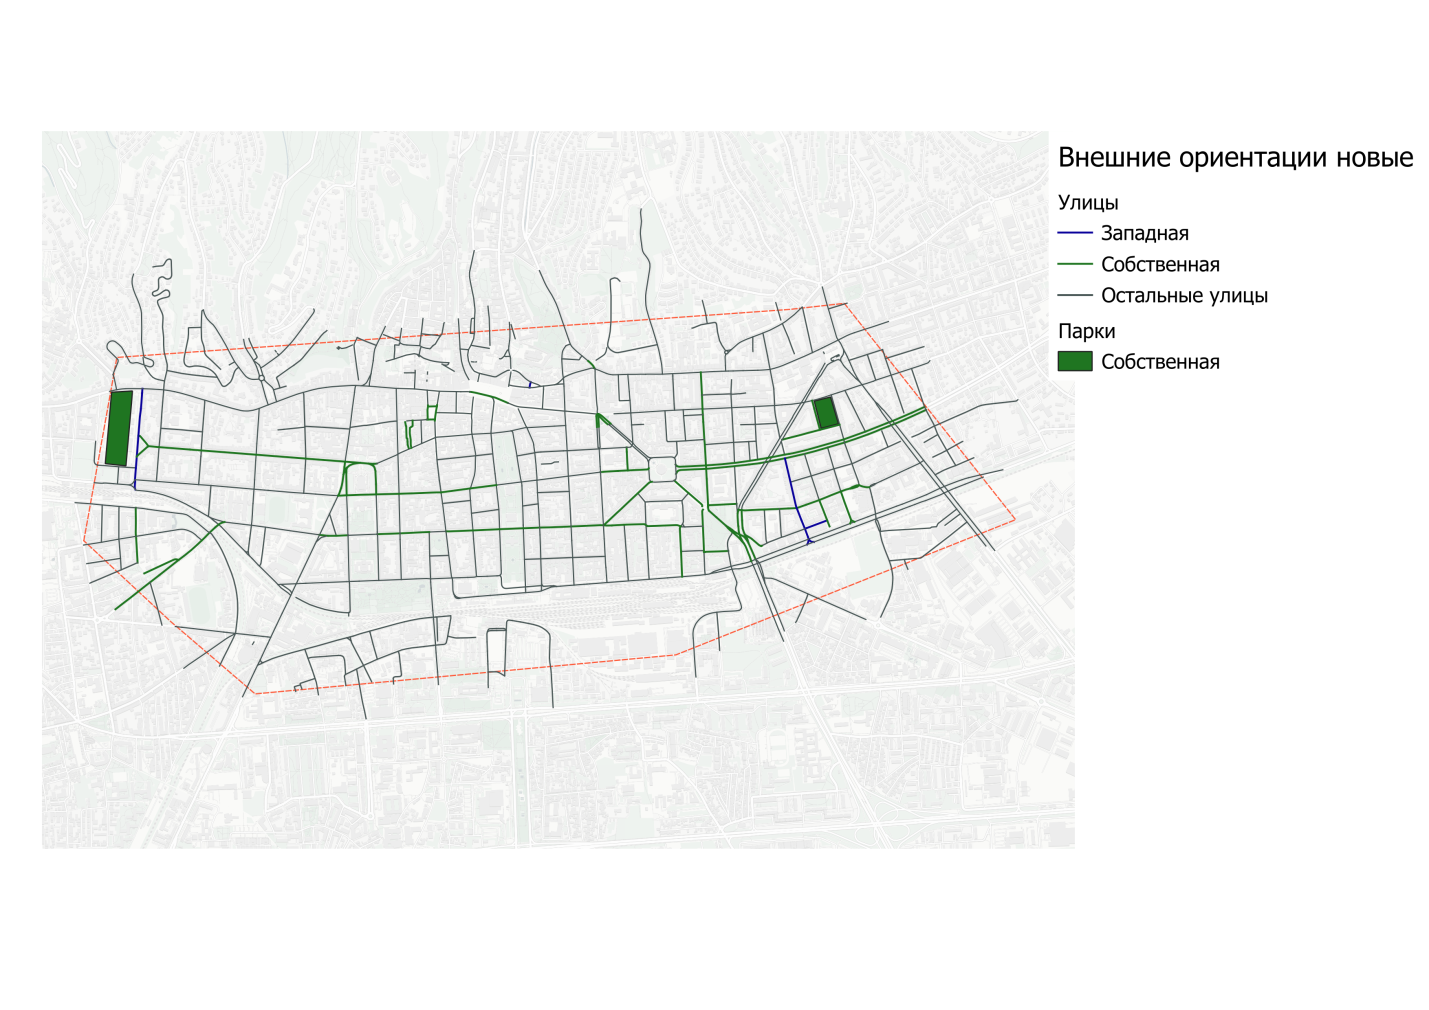 Внешние ориентации новые
Улицы
Западная
Собственная
Остальные улицы
Парки
Собственная